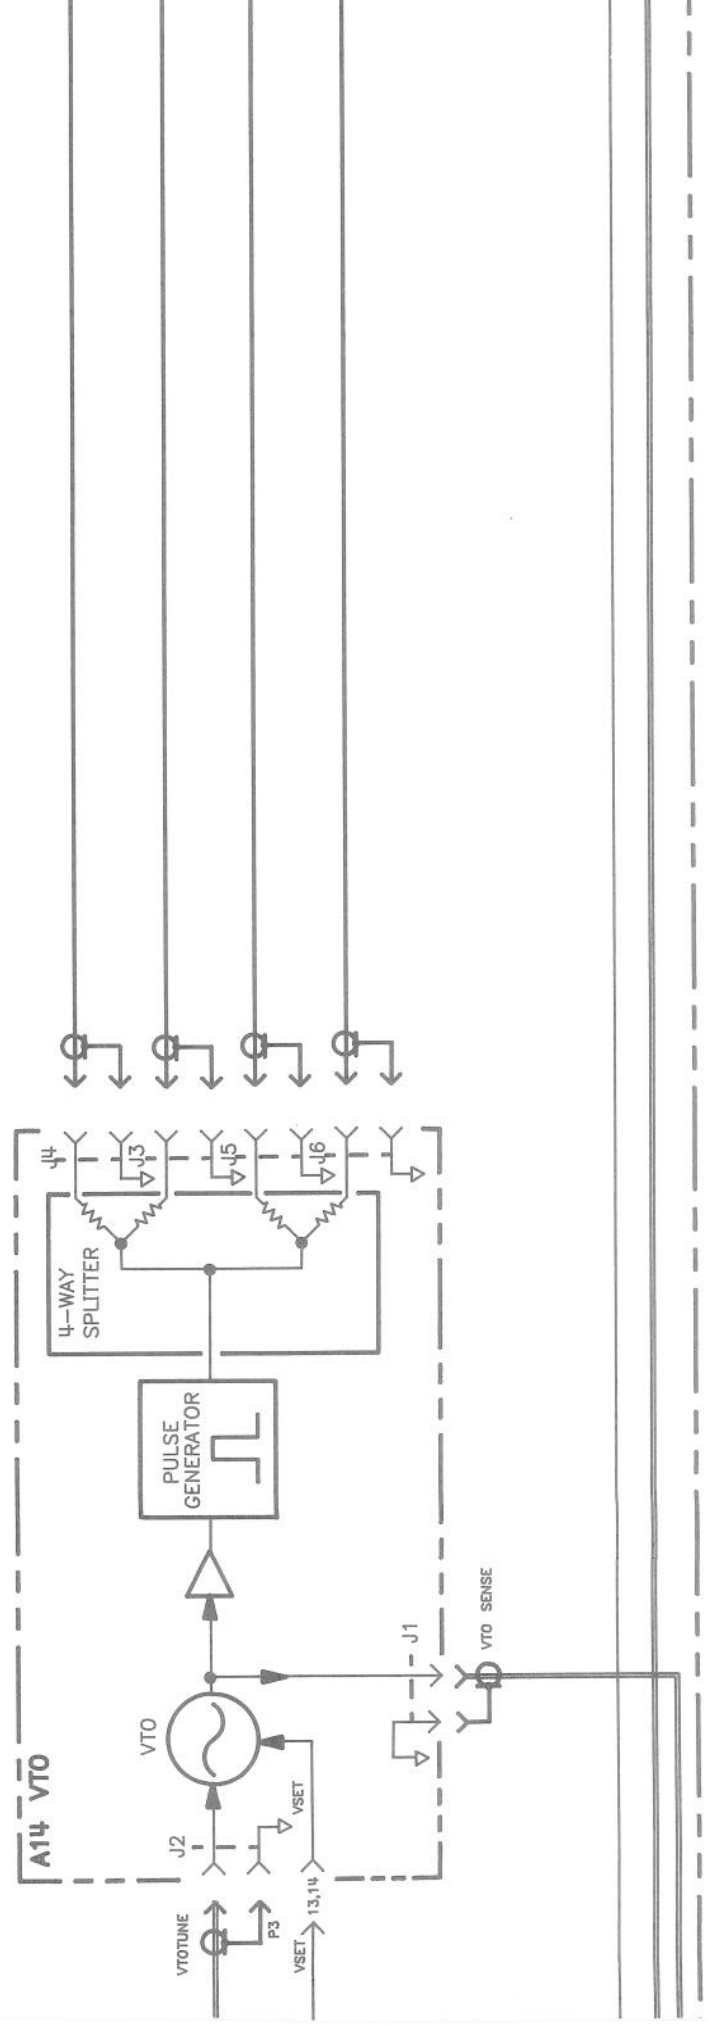 A14 VTO
4-WAY
SPLITTER
J4
J3
J5
J6
PULSE
GENERATOR
VTO
J1
VTO SENSE
J2
VSET
VTOTUNE
P3
VSET
13,14